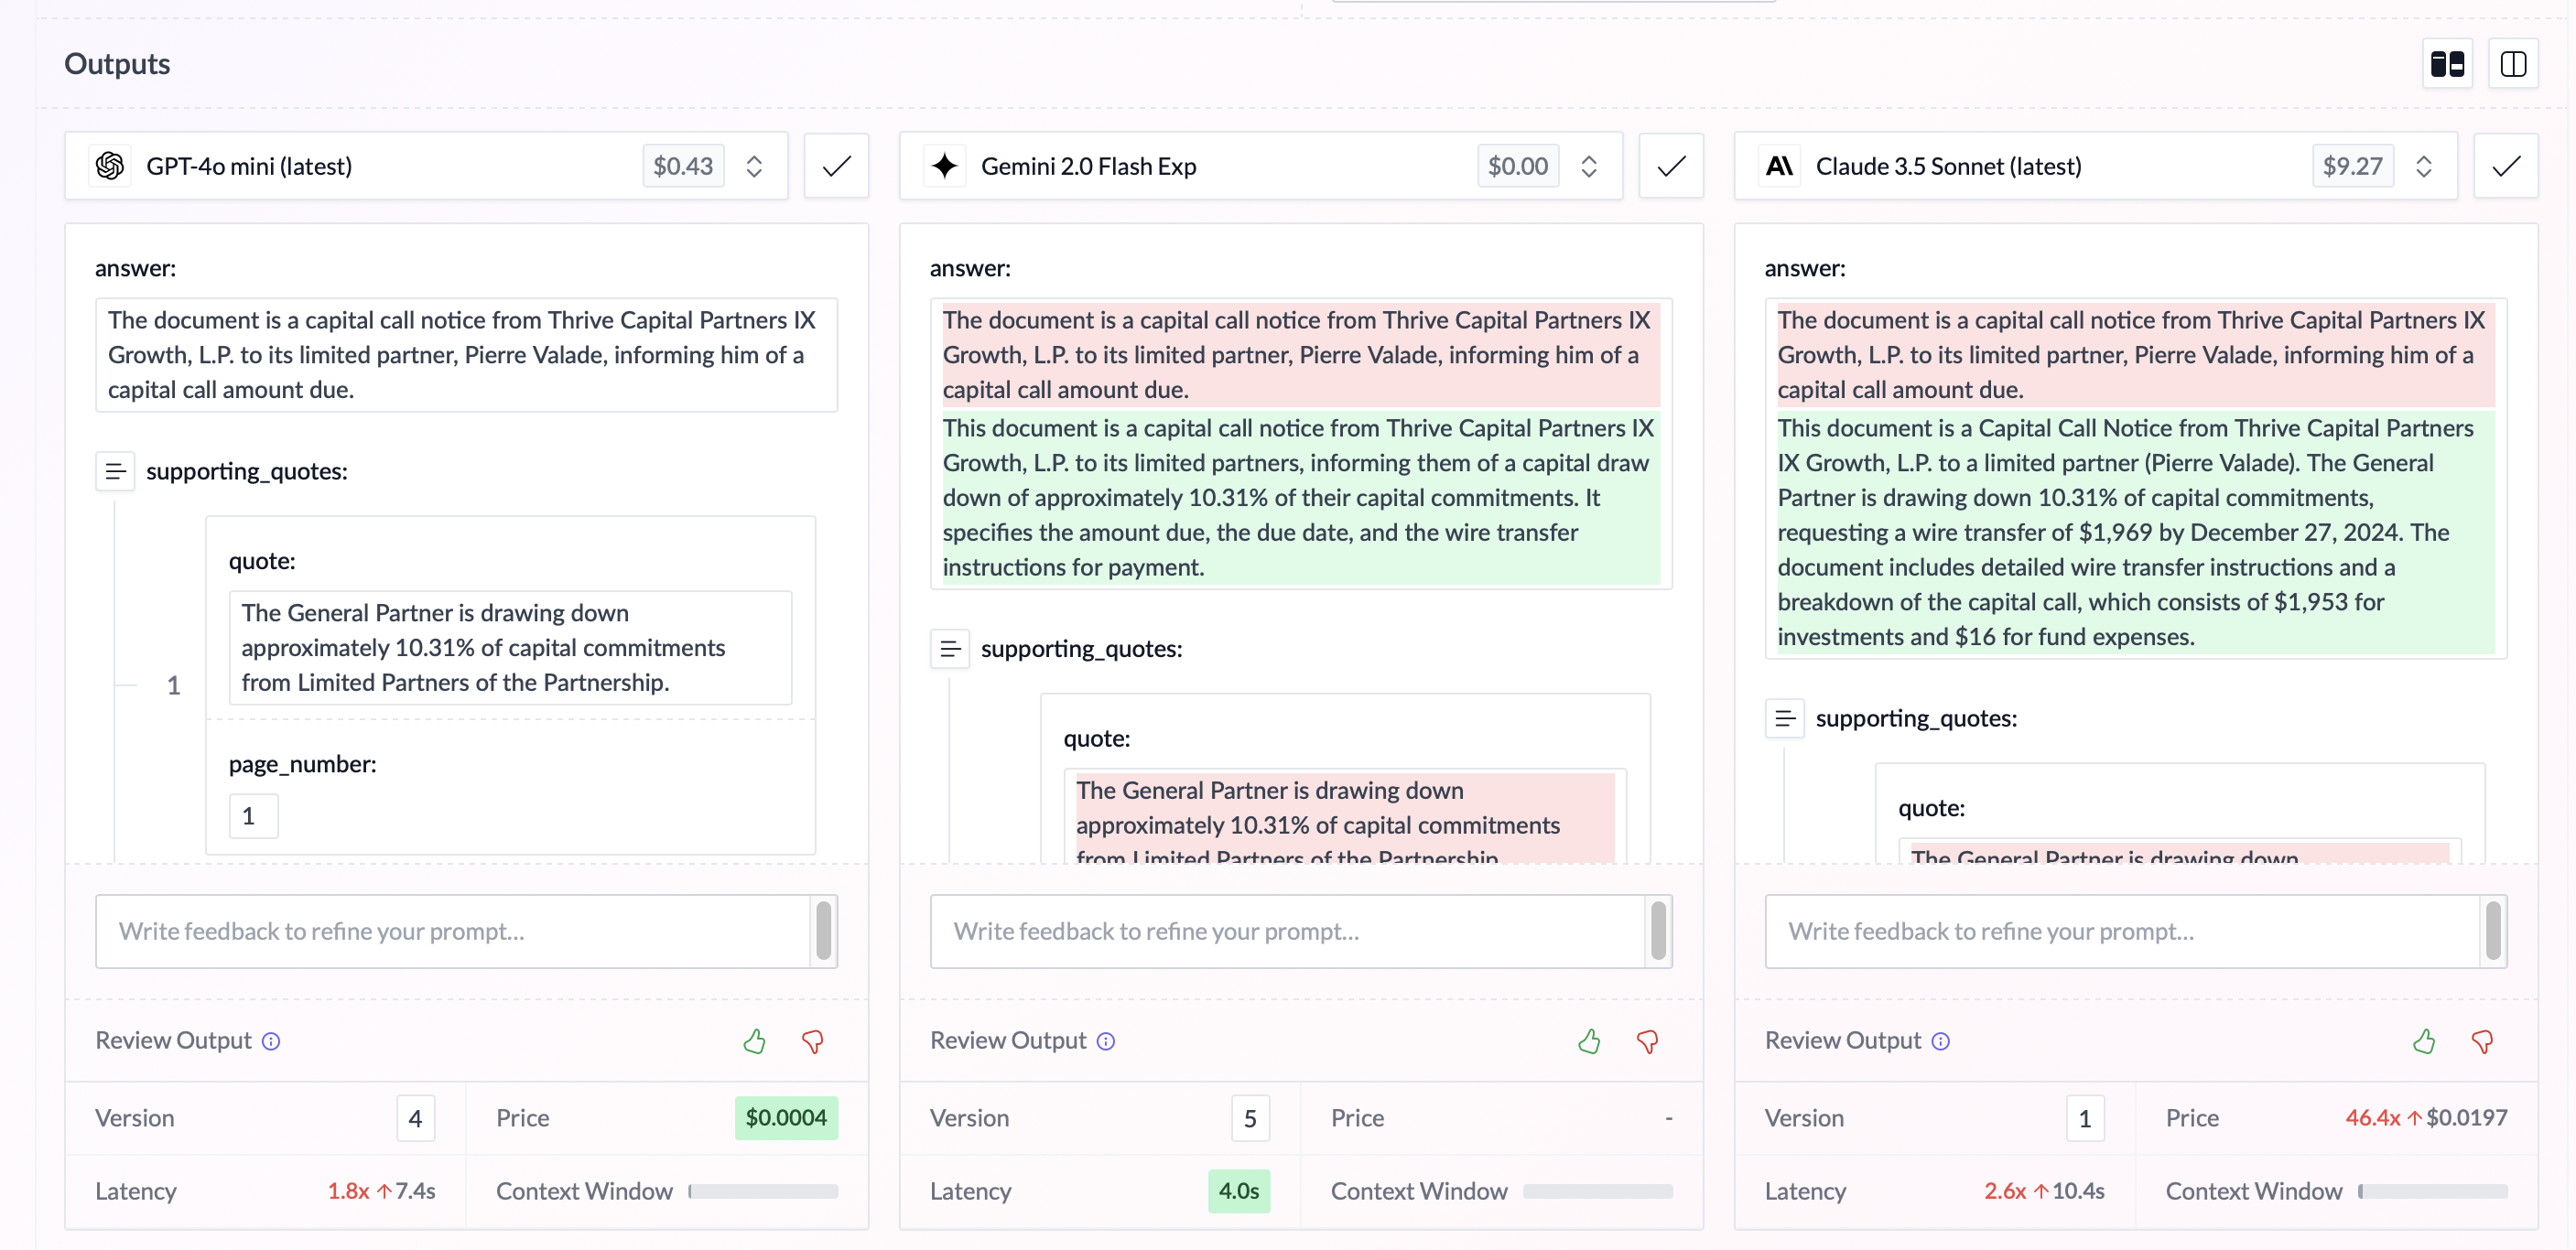 Outputs
GPT-4o mini (latest)
$0.43
answer:
The document is a capital call notice from Thrive Capital Partners IX
Growth, L.P. to its limited partner, Pierre Valade, informing him of a
capital call amount due.
supporting_quotes:
1
quote:
The General Partner is drawing down
approximately 10.31% of capital commitments
from Limited Partners of the Partnership.
page_number:
1
Write feedback to refine your prompt...
Review Output
Version
4
Price
$0.0004
Latency
1.8x ↑ 7.4s
Context Window
Gemini 2.0 Flash Exp
$0.00
answer:
The document is a capital call notice from Thrive Capital Partners IX
Growth, L.P. to its limited partner, Pierre Valade, informing him of a
capital call amount due.
This document is a capital call notice from Thrive Capital Partners IX
Growth, L.P. to its limited partners, informing them of a capital draw
down of approximately 10.31% of their capital commitments. It
specifies the amount due, the due date, and the wire transfer
instructions for payment.
supporting_quotes:
quote:
The General Partner is drawing down
approximately 10.31% of capital commitments
from Limited Partners of the Partnership
Write feedback to refine your prompt...
Review Output
Version
5
Price
-
Latency
4.0s
Context Window
Claude 3.5 Sonnet (latest)
$9.27
answer:
The document is a capital call notice from Thrive Capital Partners IX
Growth, L.P. to its limited partner, Pierre Valade, informing him of a
capital call amount due.
This document is a Capital Call Notice from Thrive Capital Partners
IX Growth, L.P. to a limited partner (Pierre Valade). The General
Partner is drawing down 10.31% of capital commitments,
requesting a wire transfer of $1,969 by December 27, 2024. The
document includes detailed wire transfer instructions and a
breakdown of the capital call, which consists of $1,953 for
investments and $16 for fund expenses.
supporting_quotes:
quote:
The General Partner is drawing down
Write feedback to refine your prompt...
Review Output
Version
1
Price
46.4x ↑ $0.0197
Latency
2.6x ↑ 10.4s
Context Window